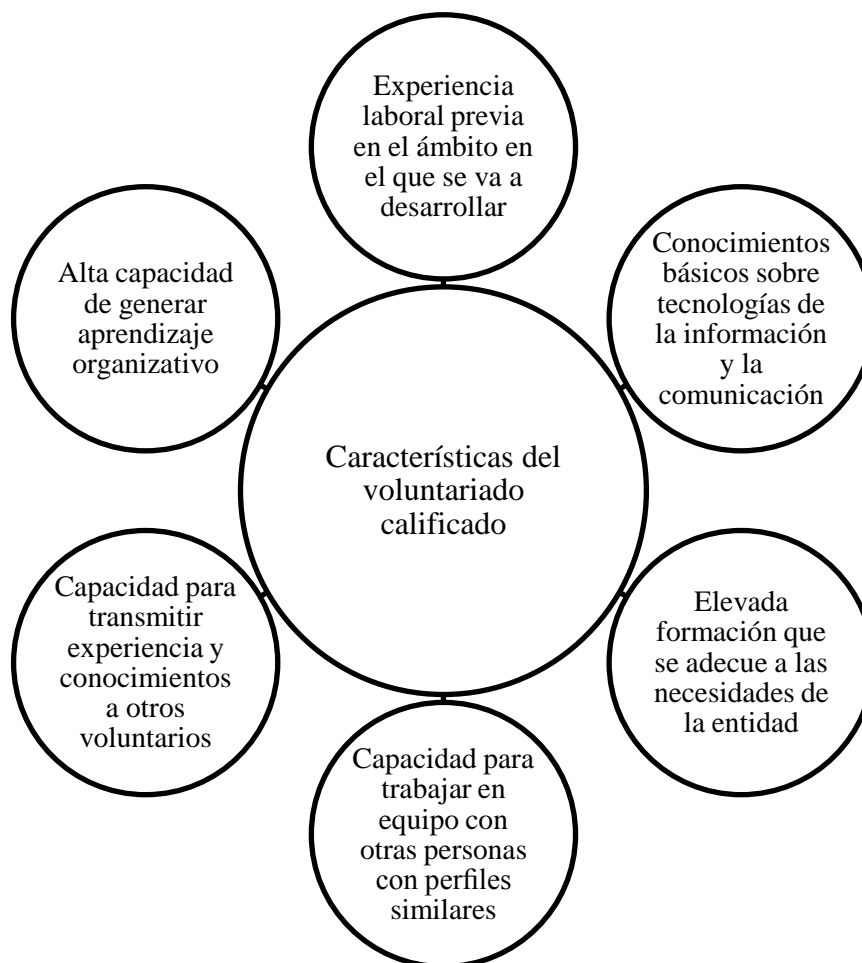 Experiencia
laboral previa
en el ámbito en
el que se va a
desarrollar
Conocimientos
básicos sobre
tecnologías de
la información
y la
comunicación
Elevada
formación que
se adecue a las
necesidades de
la entidad
Capacidad para
trabajar en
equipo con
otras personas
con perfiles
similares
Capacidad para
transmitir
experiencia y
conocimientos
a otros
voluntarios
Alta capacidad
de generar
aprendizaje
organizativo
Características del
voluntariado
calificado